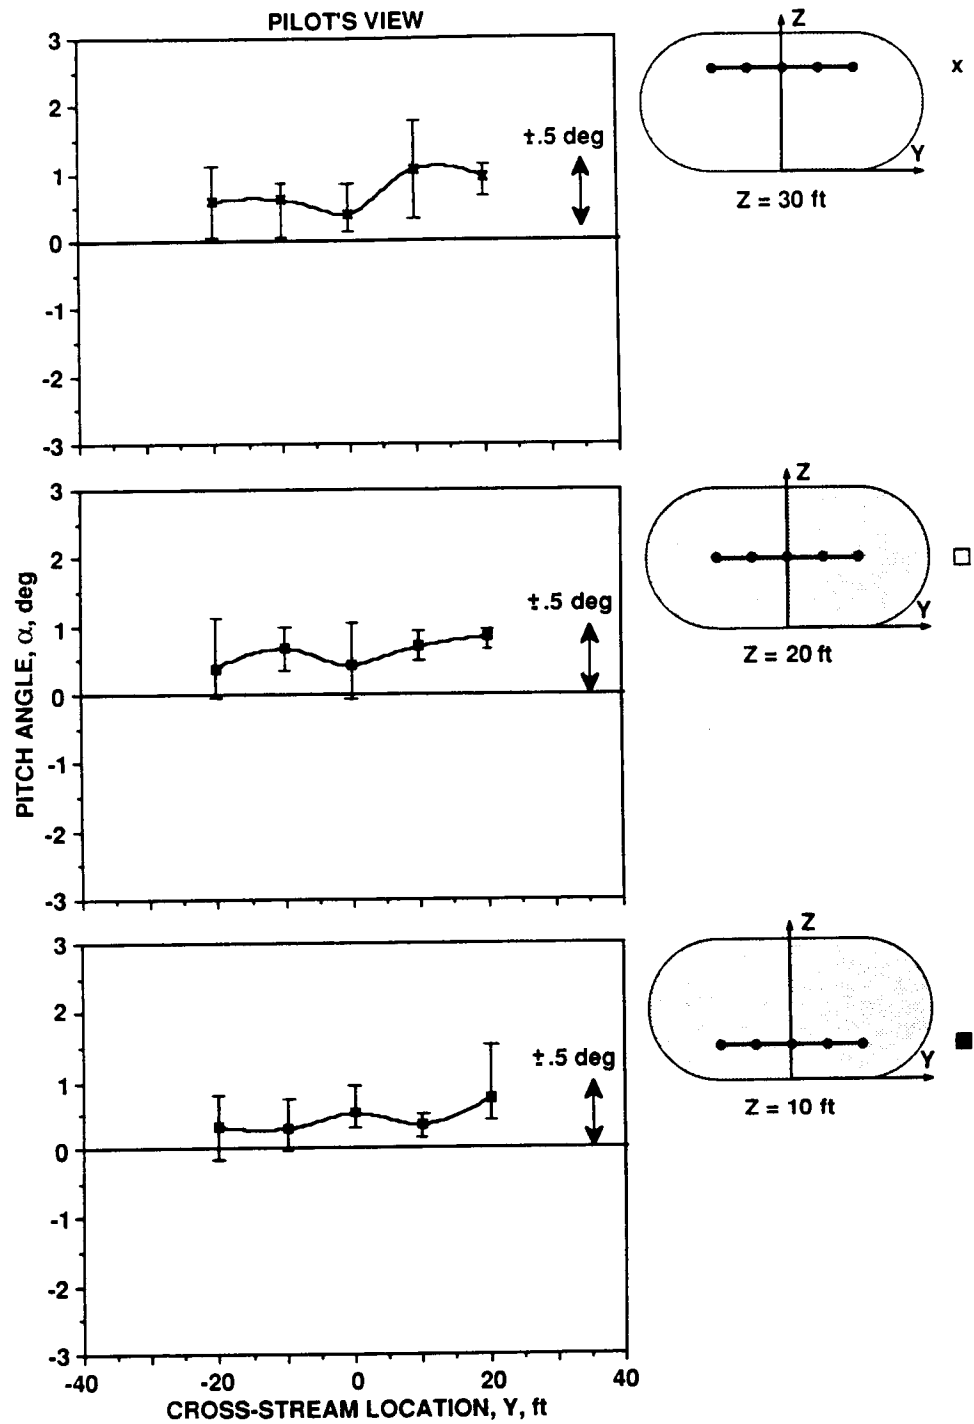 PILOT'S VIEW
3
2
1
0
-1
-2
-3
±.5 deg
Z
Y
x
Z = 30 ft
3
2
1
0
-1
-2
-3
±.5 deg
Z
Y
Z = 20 ft
PITCH ANGLE, α, deg
3
2
1
0
-1
-2
-3
±.5 deg
Z
Y
Z = 10 ft
-40 -20 0 20 40
CROSS-STREAM LOCATION, Y, ft